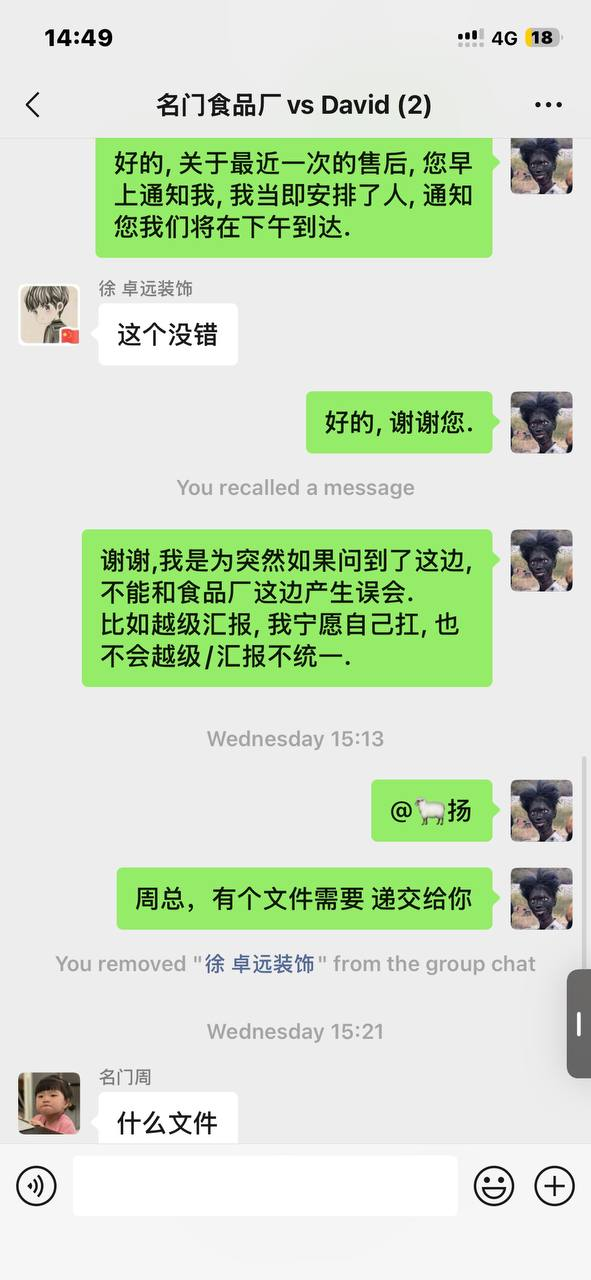 14:49
4G 18
名门食品厂 vs David (2)
好的, 关于最近一次的售后, 您早
上通知我, 我当即安排了人, 通知
您我们将在下午到达.
徐 卓远装饰
这个没错
好的, 谢谢您.
You recalled a message
谢谢,我是为突然如果问到了这边,
不能和食品厂这边产生误会.
比如越级汇报, 我宁愿自己扛, 也
不会越级/汇报不统一.
Wednesday 15:13
@🐑扬
周总，有个文件需要 递交给你
You removed "徐 卓远装饰" from the group chat
Wednesday 15:21
名门周
什么文件